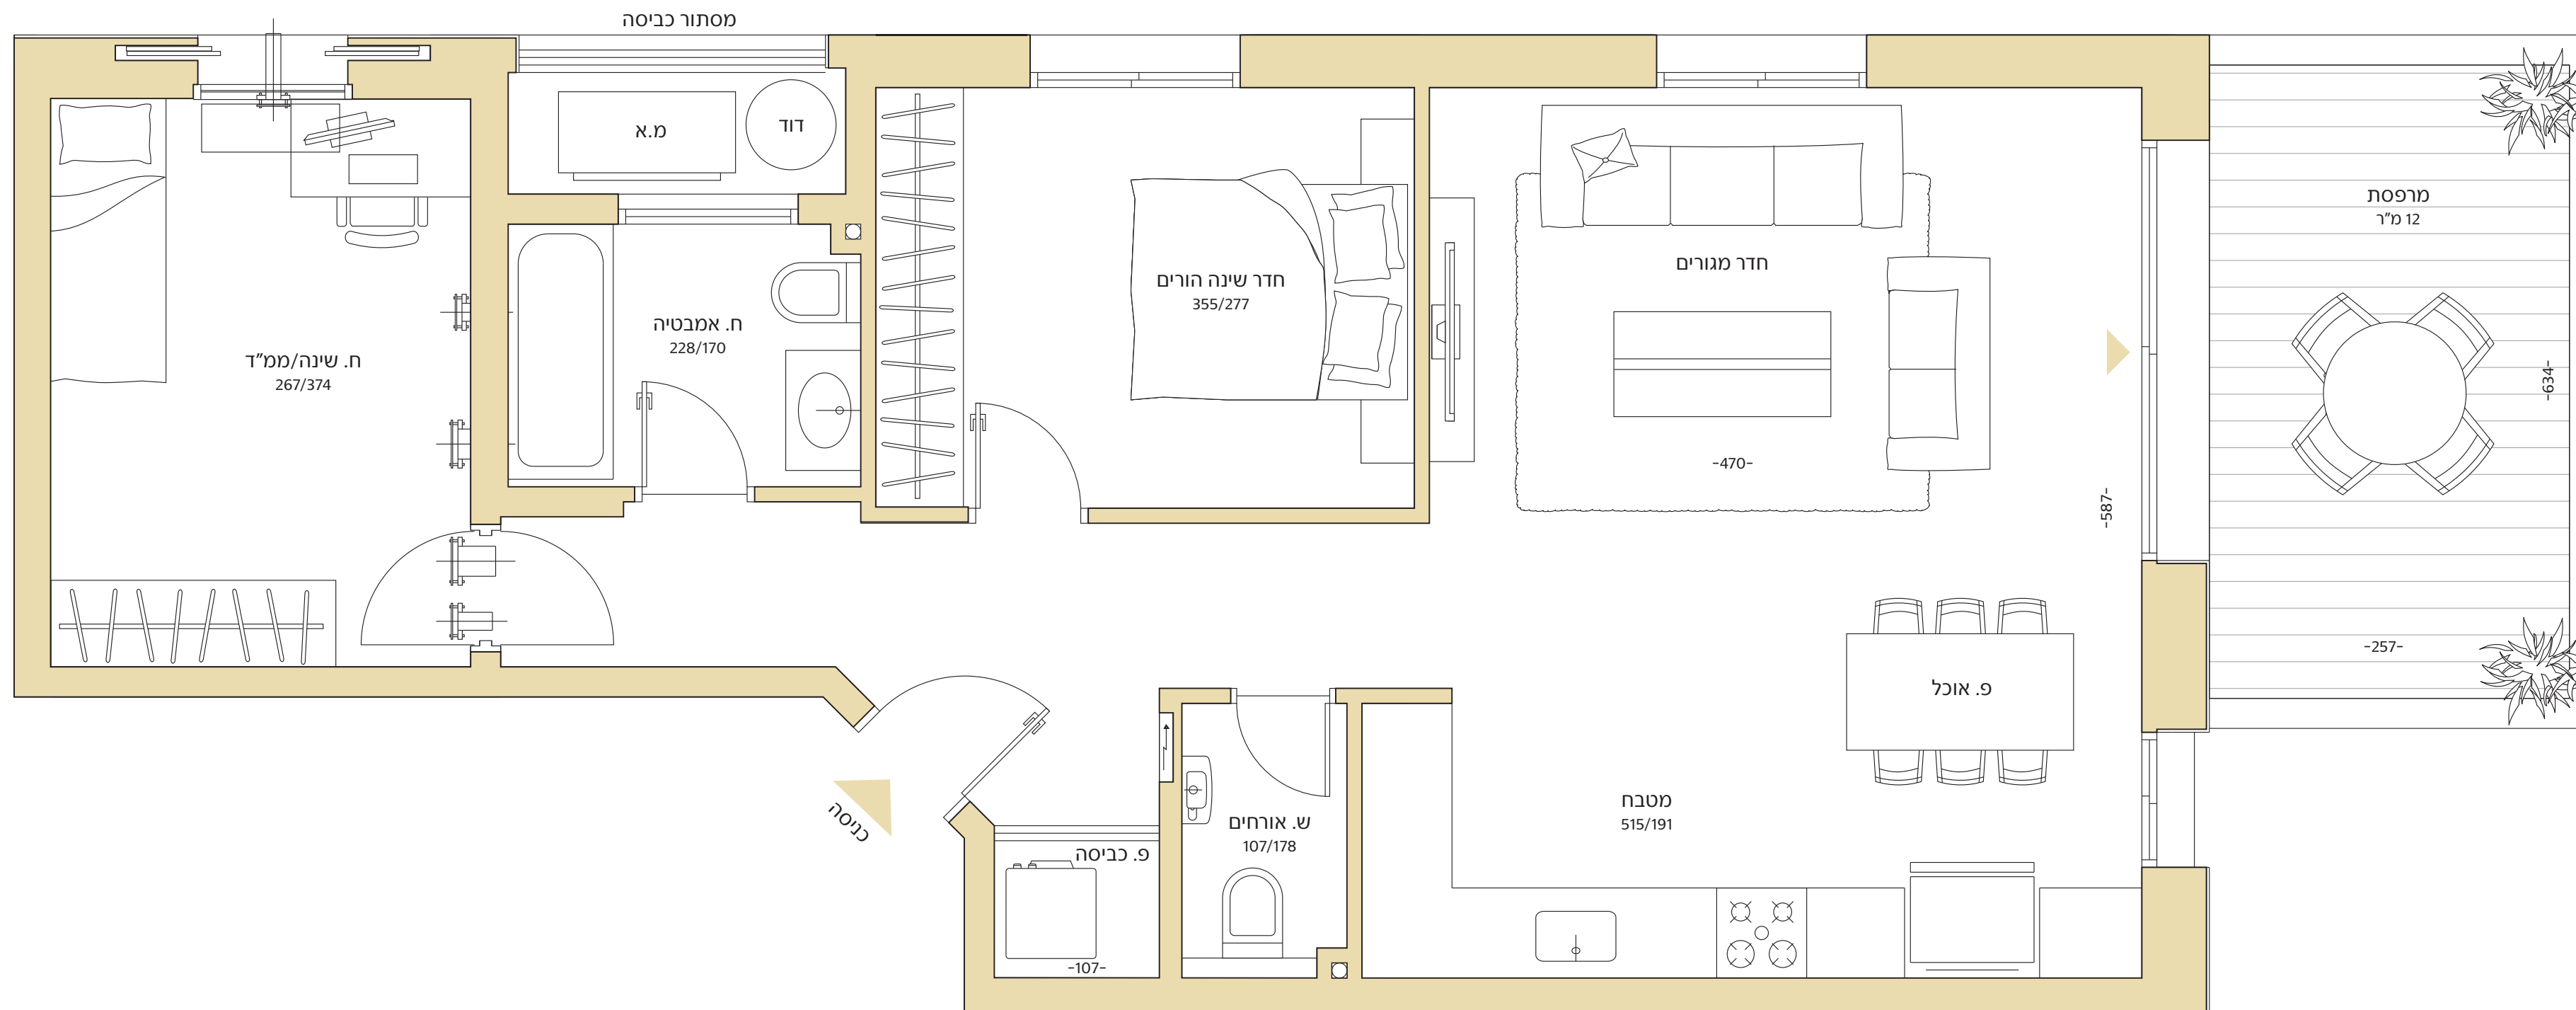 מסתור כביסה
מ.א
דוד
ח. שינה/ממ״ד
267/374
ח. אמבטיה
228/170
חדר שינה הורים
355/277
חדר מגורים
-470-
-587-
מרפסת
12 מ״ר
-634-
-257-
פ. אוכל
מטבח
515/191
ש. אורחים
107/178
פ. כביסה
-107-
כניסה